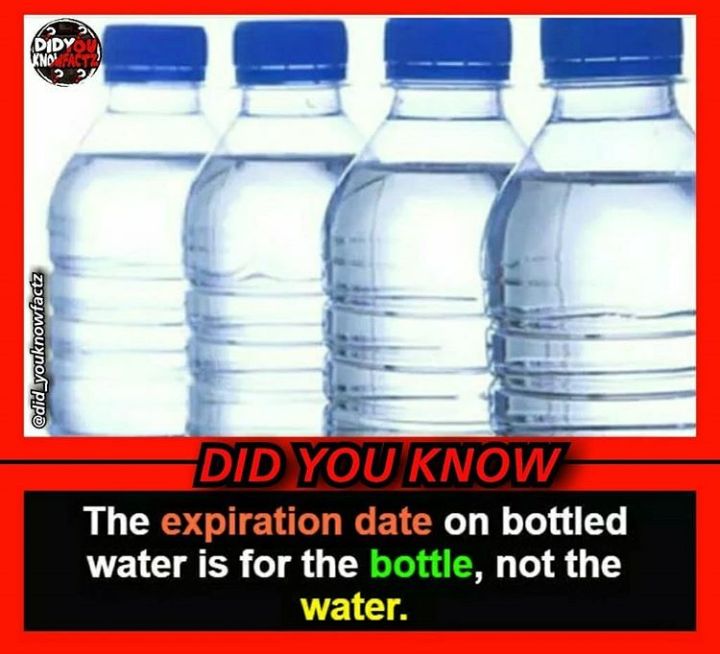 DIDYOU
KNOWFACTZ
@did_youknowfactz
DID YOU KNOW
The expiration date on bottled
water is for the bottle, not the
water.